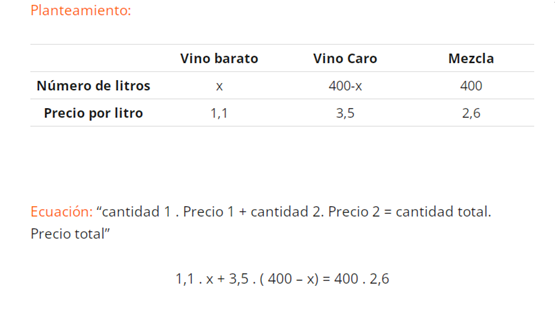 Planteamiento:
Vino barato Vino Caro Mezcla
Número de litros x 400-x 400
Precio por litro 1,1 3,5 2,6
Ecuación: “cantidad 1 . Precio 1 + cantidad 2. Precio 2 = cantidad total.
Precio total”
1,1 . x + 3,5 . ( 400 – x) = 400 . 2,6